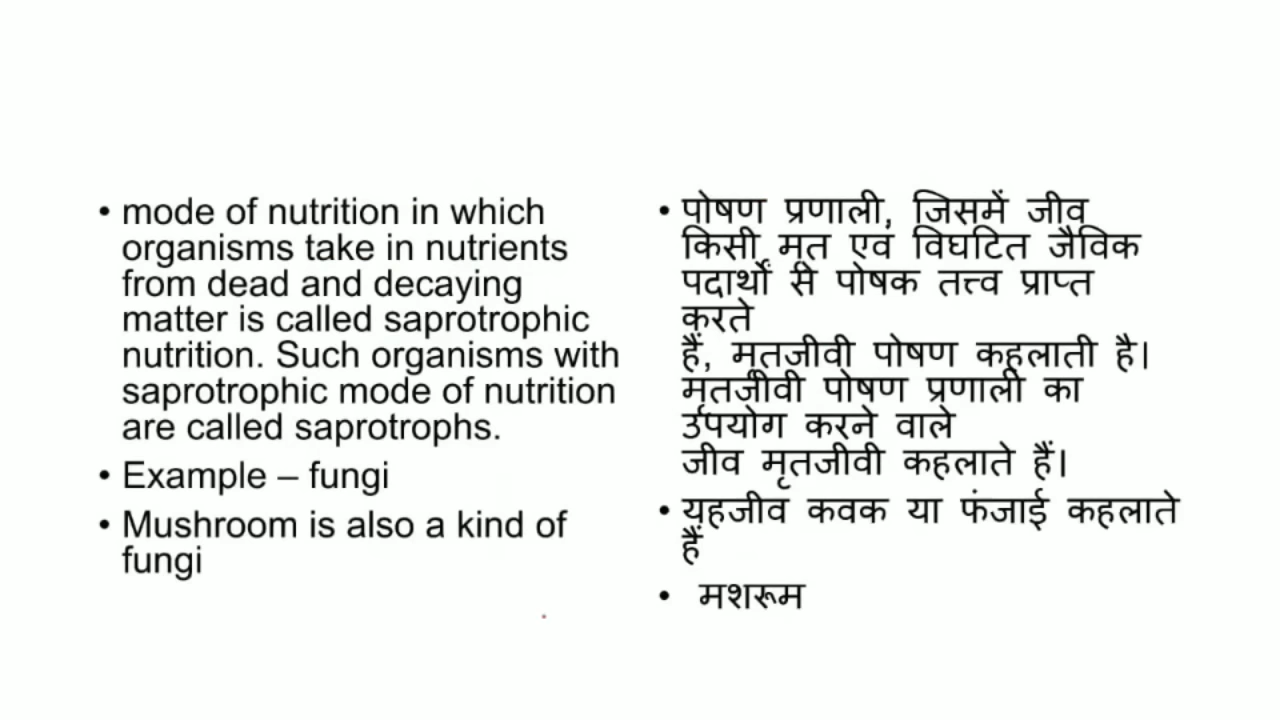 • mode of nutrition in which
organisms take in nutrients
from dead and decaying
matter is called saprotrophic
nutrition. Such organisms with
saprotrophic mode of nutrition
are called saprotrophs.
• Example – fungi
• Mushroom is also a kind of
fungi
• पोषण प्रणाली, जिसमें जीव
किसी मृत एवं विघटित जैविक
पदार्थों से पोषक तत्त्व प्राप्त
करते
हैं, मृतजीवी पोषण कहलाती है।
मृतजीवी पोषण प्रणाली का
उपयोग करने वाले
जीव मृतजीवी कहलाते हैं।
• यहजीव कवक या फंजाई कहलाते
हैं
• मशरूम